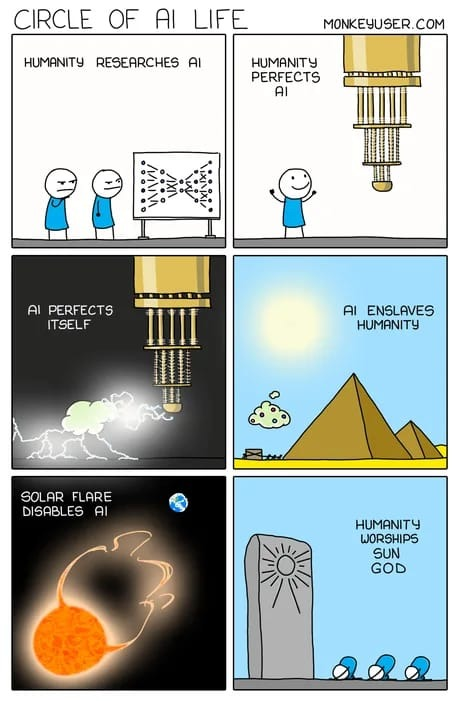 CIRCLE OF AI LIFE
MONKEYUSER.COM
HUMANITY RESEARCHES AI
HUMANITY
PERFECTS
AI
AI PERFECTS
ITSELF
AI ENSLAVES
HUMANITY
SOLAR FLARE
DISABLES AI
HUMANITY
WORSHIPS
SUN
GOD